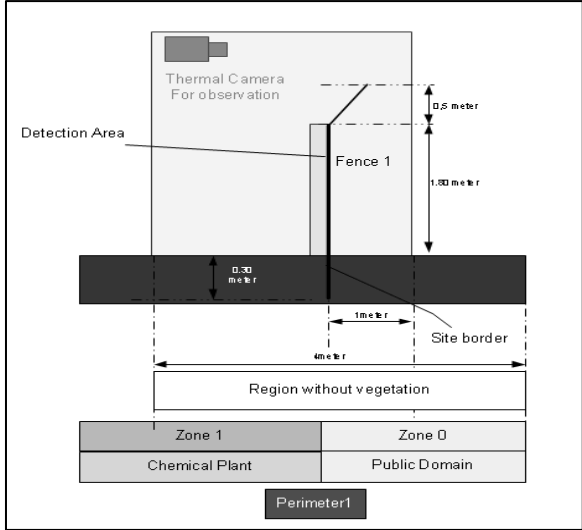 Thermal Camera
For observation
0,5 meter
Detection Area
Fence 1
1.80 meter
0.30
meter
1meter
Site border
4meter
Region without vegetation
Zone 1
Zone 0
Chemical Plant
Public Domain
Perimeter1